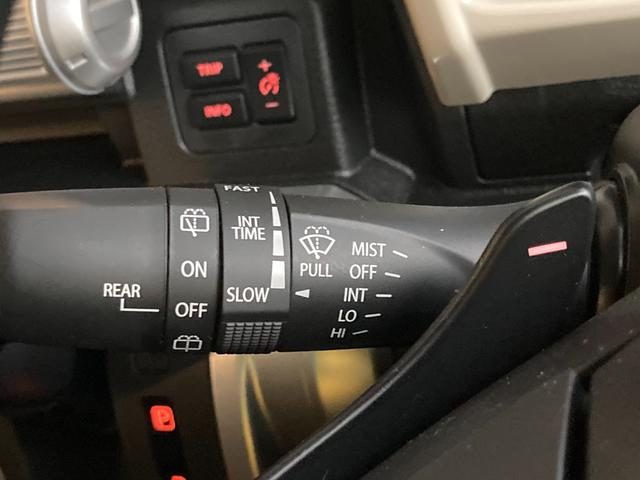 TRIP
+
INFO
-
FAST
INT
TIME
SLOW
ON
OFF
REAR
PULL
MIST
OFF
INT
LO
HI
P